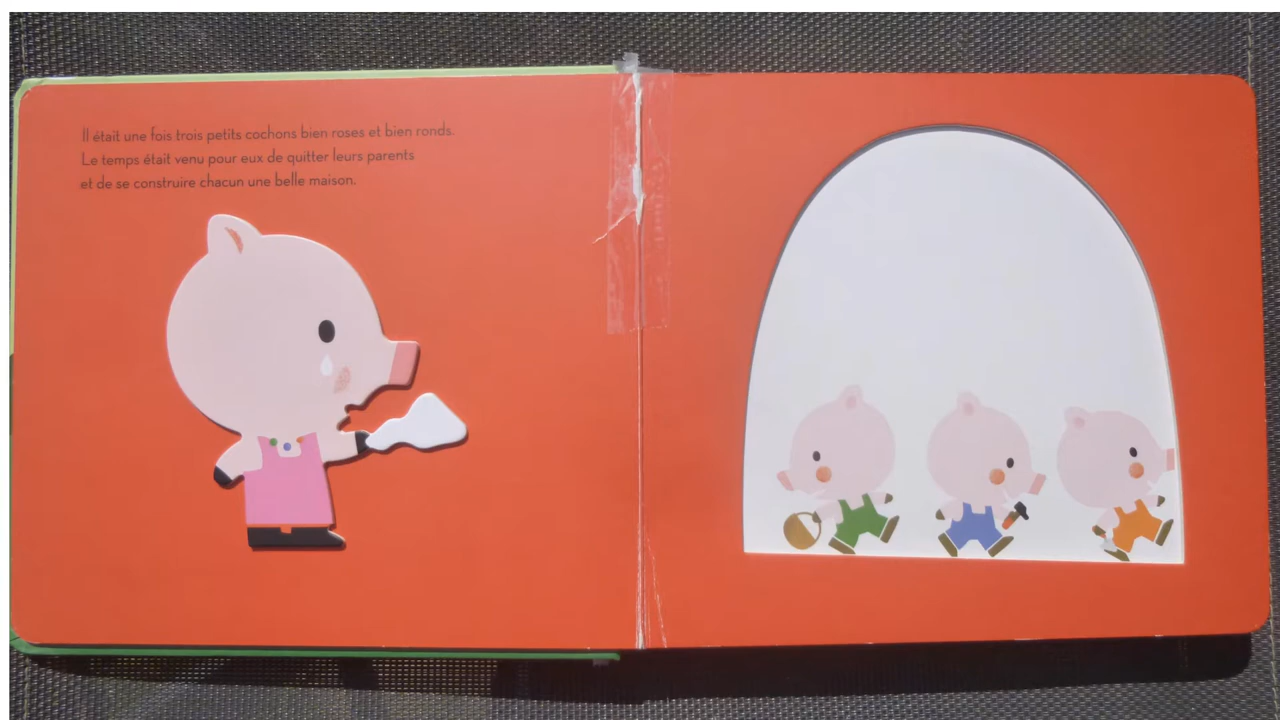 Il était une fois trois petits cochons bien roses et bien ronds.
Le temps était venu pour eux de quitter leurs parents
et de se construire chacun une belle maison.